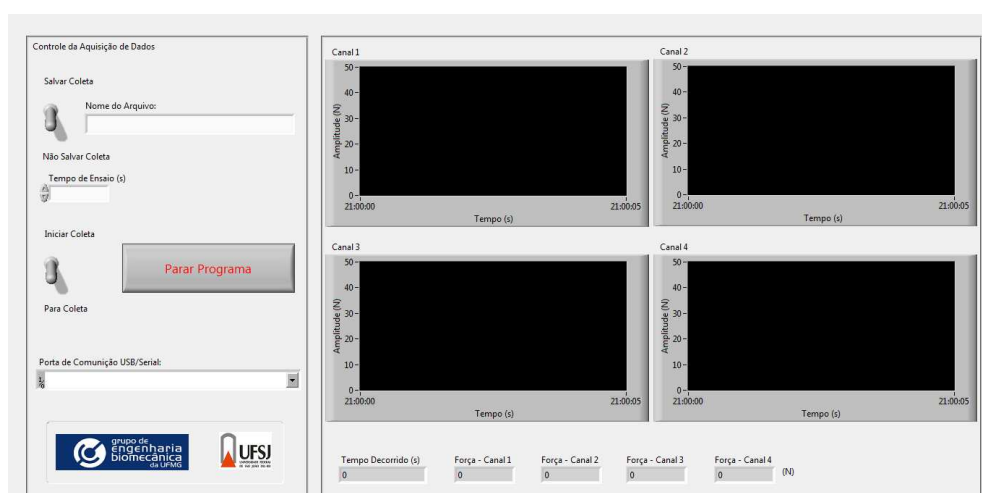 Controle da Aquisição de Dados
Salvar Coleta
Nome do Arquivo:
Não Salvar Coleta
Tempo de Ensaio (s)
Iniciar Coleta
Parar Programa
Para Coleta
Porta de Comunição USB/Serial:
grupo de
engenharia
biomecânica
da UFMG
UFSJ
Canal 1
Amplitude (N)
50
40
30
20
10
0
21:00:00
21:00:05
Tempo (s)
Canal 2
Amplitude (N)
50
40
30
20
10
0
21:00:00
21:00:05
Tempo (s)
Canal 3
Amplitude (N)
50
40
30
20
10
0
21:00:00
21:00:05
Tempo (s)
Canal 4
Amplitude (N)
50
40
30
20
10
0
21:00:00
21:00:05
Tempo (s)
Tempo Decorrido (s) Força - Canal 1 Força - Canal 2 Força - Canal 3 Força - Canal 4
0 0 0 0 0 (N)